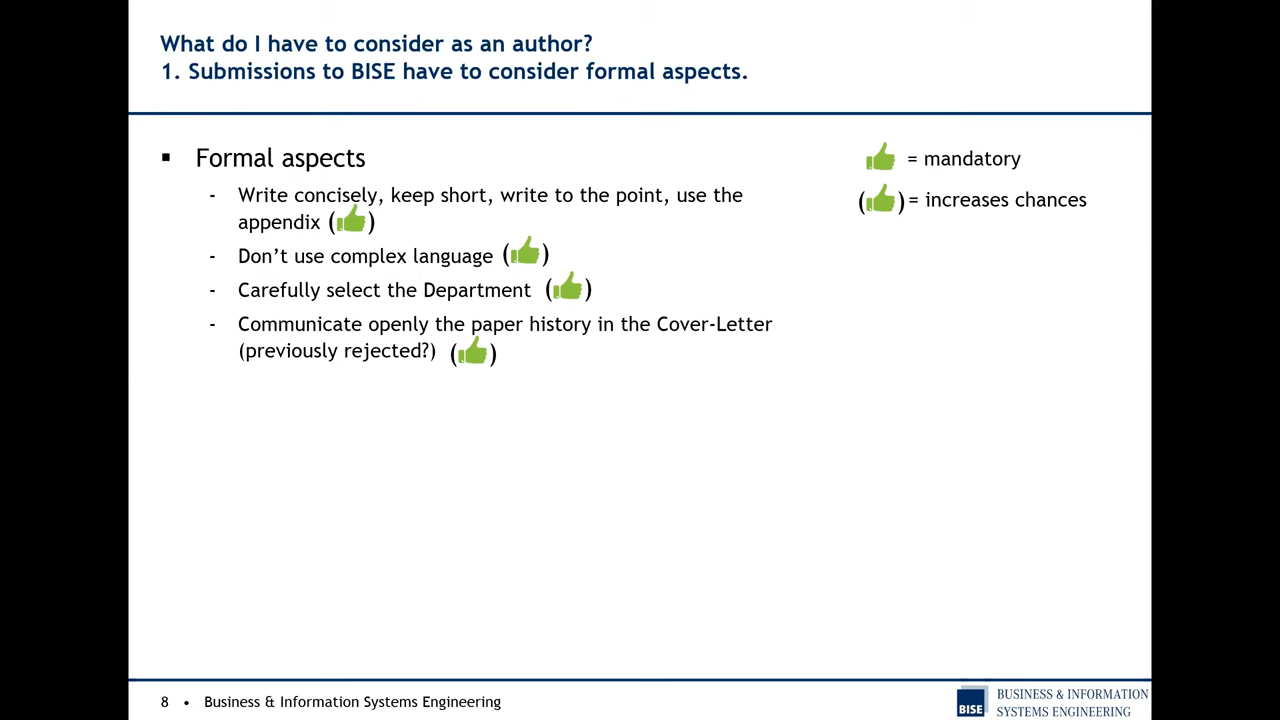 What do I have to consider as an author?
1. Submissions to BISE have to consider formal aspects.
▪ Formal aspects
- Write concisely, keep short, write to the point, use the
appendix ( )
- Don’t use complex language ( )
- Carefully select the Department ( )
- Communicate openly the paper history in the Cover-Letter
(previously rejected?) ( )
= mandatory
( ) = increases chances
8 • Business & Information Systems Engineering
BISE
BUSINESS & INFORMATION
SYSTEMS ENGINEERING